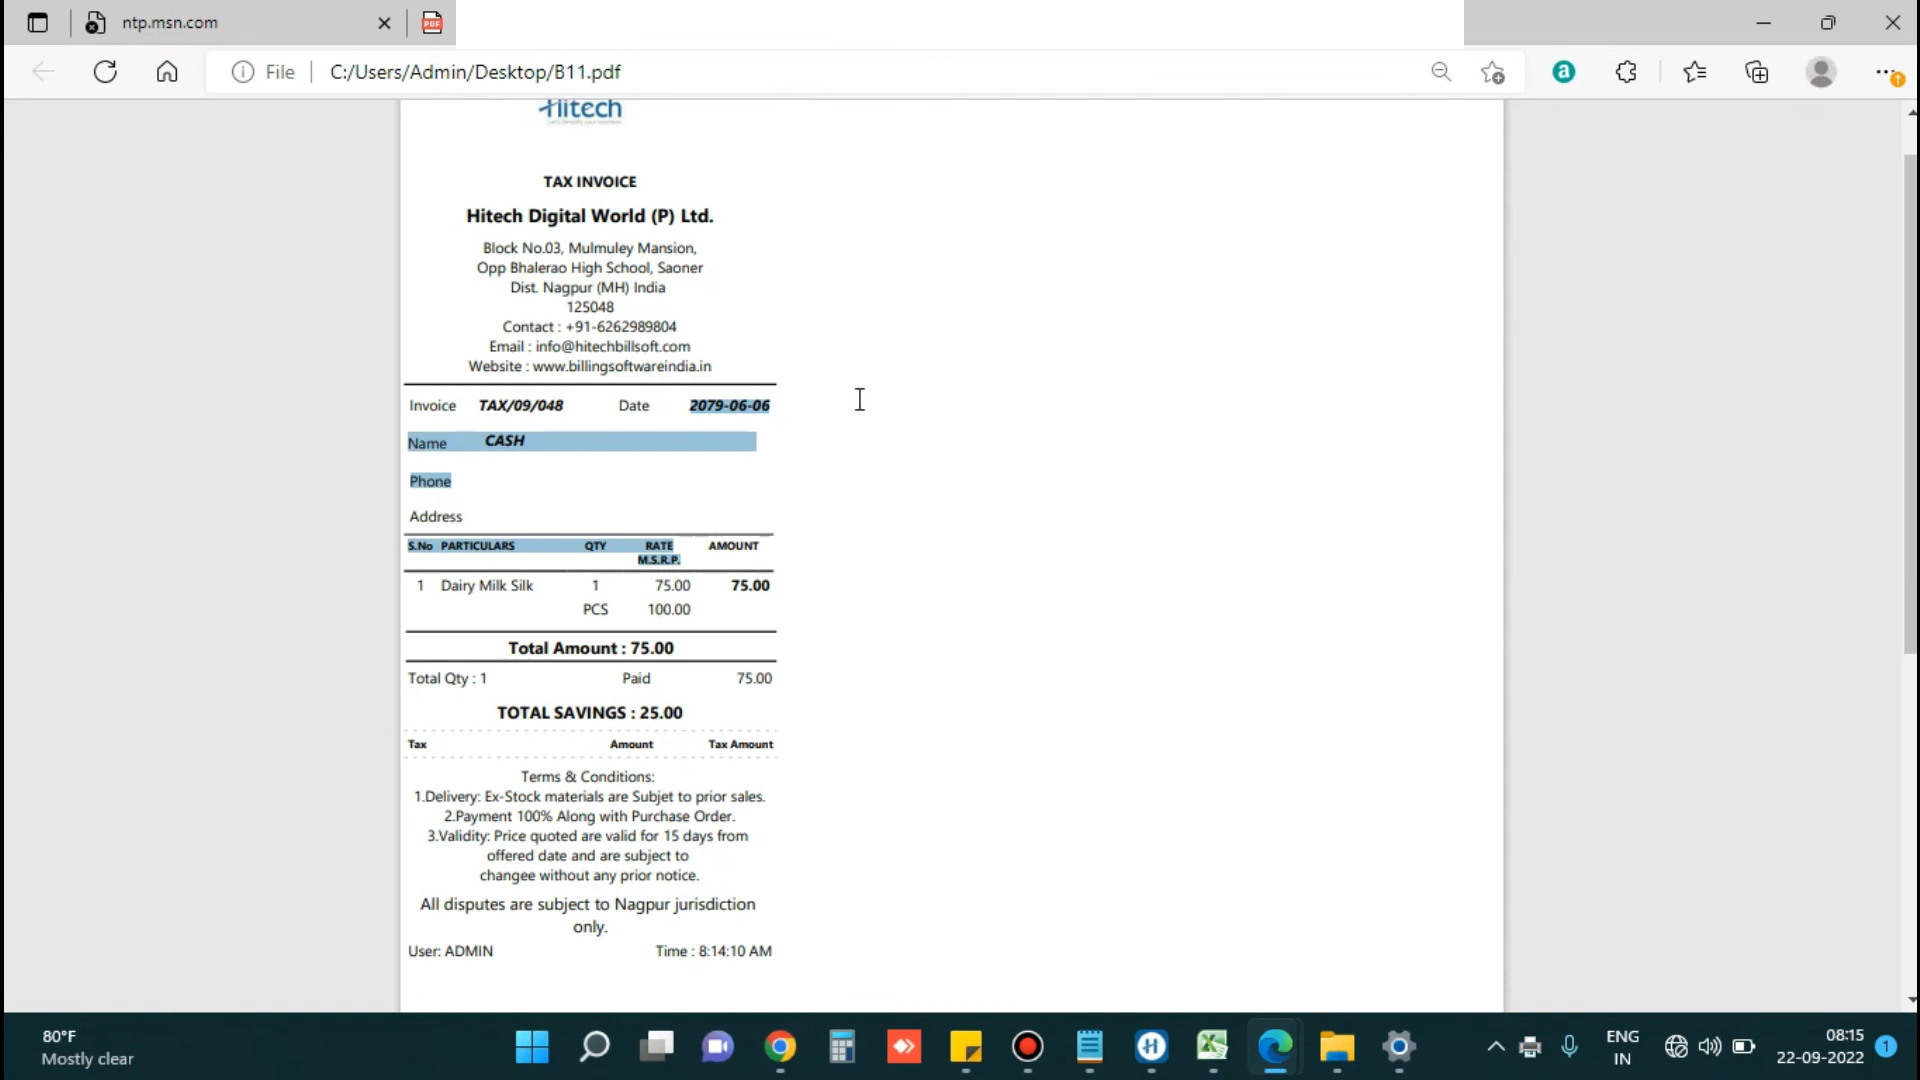 ntp.msn.com
PDF
File C:/Users/Admin/Desktop/B11.pdf
a
Hitech
TAX INVOICE
Hitech Digital World (P) Ltd.
Block No.03, Mulmuley Mansion,
Opp Bhalerao High School, Saoner
Dist. Nagpur (MH) India
125048
Contact : +91-6262989804
Email : info@hitechbillsoft.com
Website : www.billingsoftwareindia.in
Invoice TAX/09/048 Date 2079-06-06
Name CASH
Phone
Address
S.No PARTICULARS QTY RATE AMOUNT
M.S.R.P.
1 Dairy Milk Silk 1 75.00 75.00
PCS 100.00
Total Amount : 75.00
Total Qty : 1 Paid 75.00
TOTAL SAVINGS : 25.00
Tax Amount Tax Amount
Terms & Conditions:
1.Delivery: Ex-Stock materials are Subjet to prior sales.
2.Payment 100% Along with Purchase Order.
3.Validity: Price quoted are valid for 15 days from
offered date and are subject to
changee without any prior notice.
All disputes are subject to Nagpur jurisdiction
only.
User: ADMIN Time : 8:14:10 AM
80°F
Mostly clear
H
ENG
IN
08:15
22-09-2022
1